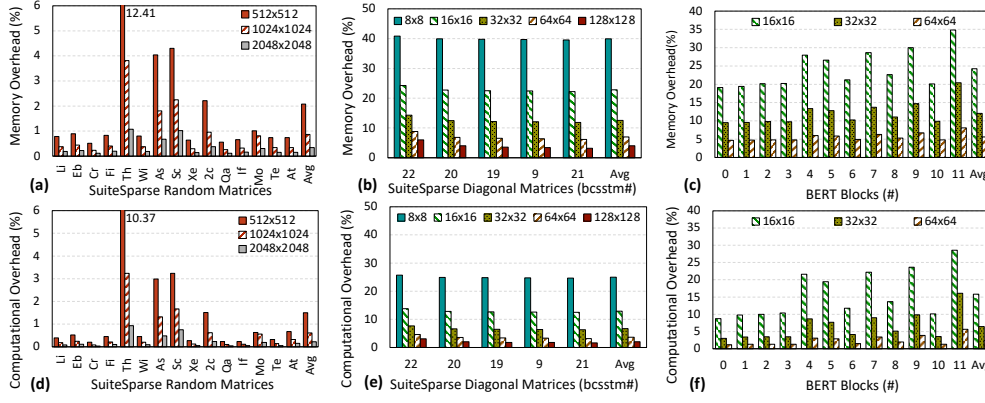 Memory Overhead (%)
6
5
4
3
2
1
0
12.41
512x512
1024x1024
2048x2048
(a)
Li Eb Cr Fi Th Wi As Sc Xe 2c Qa If Mo Te At Avg
SuiteSparse Random Matrices
Memory Overhead (%)
50
40
30
20
10
0
8x8 16x16 32x32 64x64 128x128
(b)
22 20 19 9 21 Avg
SuiteSparse Diagonal Matrices (bcsstm#)
Memory Overhead(%)
40
35
30
25
20
15
10
5
0
16x16 32x32 64x64
(c)
0 1 2 3 4 5 6 7 8 9 10 11 Avg
BERT Blocks (#)
Computational Overhead (%)
6
5
4
3
2
1
0
10.37
512x512
1024x1024
2048x2048
(d)
Li Eb Cr Fi Th Wi As Sc Xe 2c Qa If Mo Te At Avg
SuiteSparse Random Matrices
Computational Overhead (%)
50
40
30
20
10
0
8x8 16x16 32x32 64x64 128x128
(e)
22 20 19 9 21 Avg
SuiteSparse Diagonal Matrices (bcsstm#)
Computational Overhead (%)
40
35
30
25
20
15
10
5
0
16x16 32x32 64x64
(f)
0 1 2 3 4 5 6 7 8 9 10 11 Avg
BERT Blocks (#)